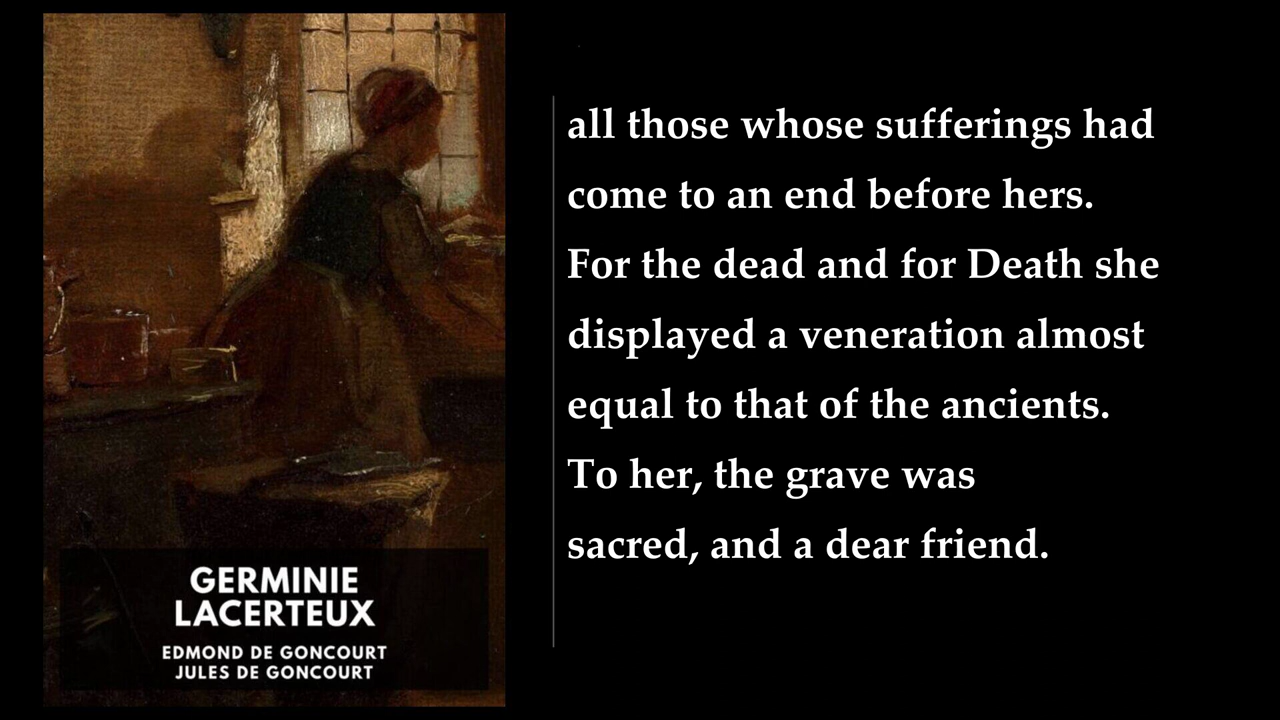 GERMINIE
LACERTEUX
EDMOND DE GONCOURT
JULES DE GONCOURT
all those whose sufferings had
come to an end before hers.
For the dead and for Death she
displayed a veneration almost
equal to that of the ancients.
To her, the grave was
sacred, and a dear friend.